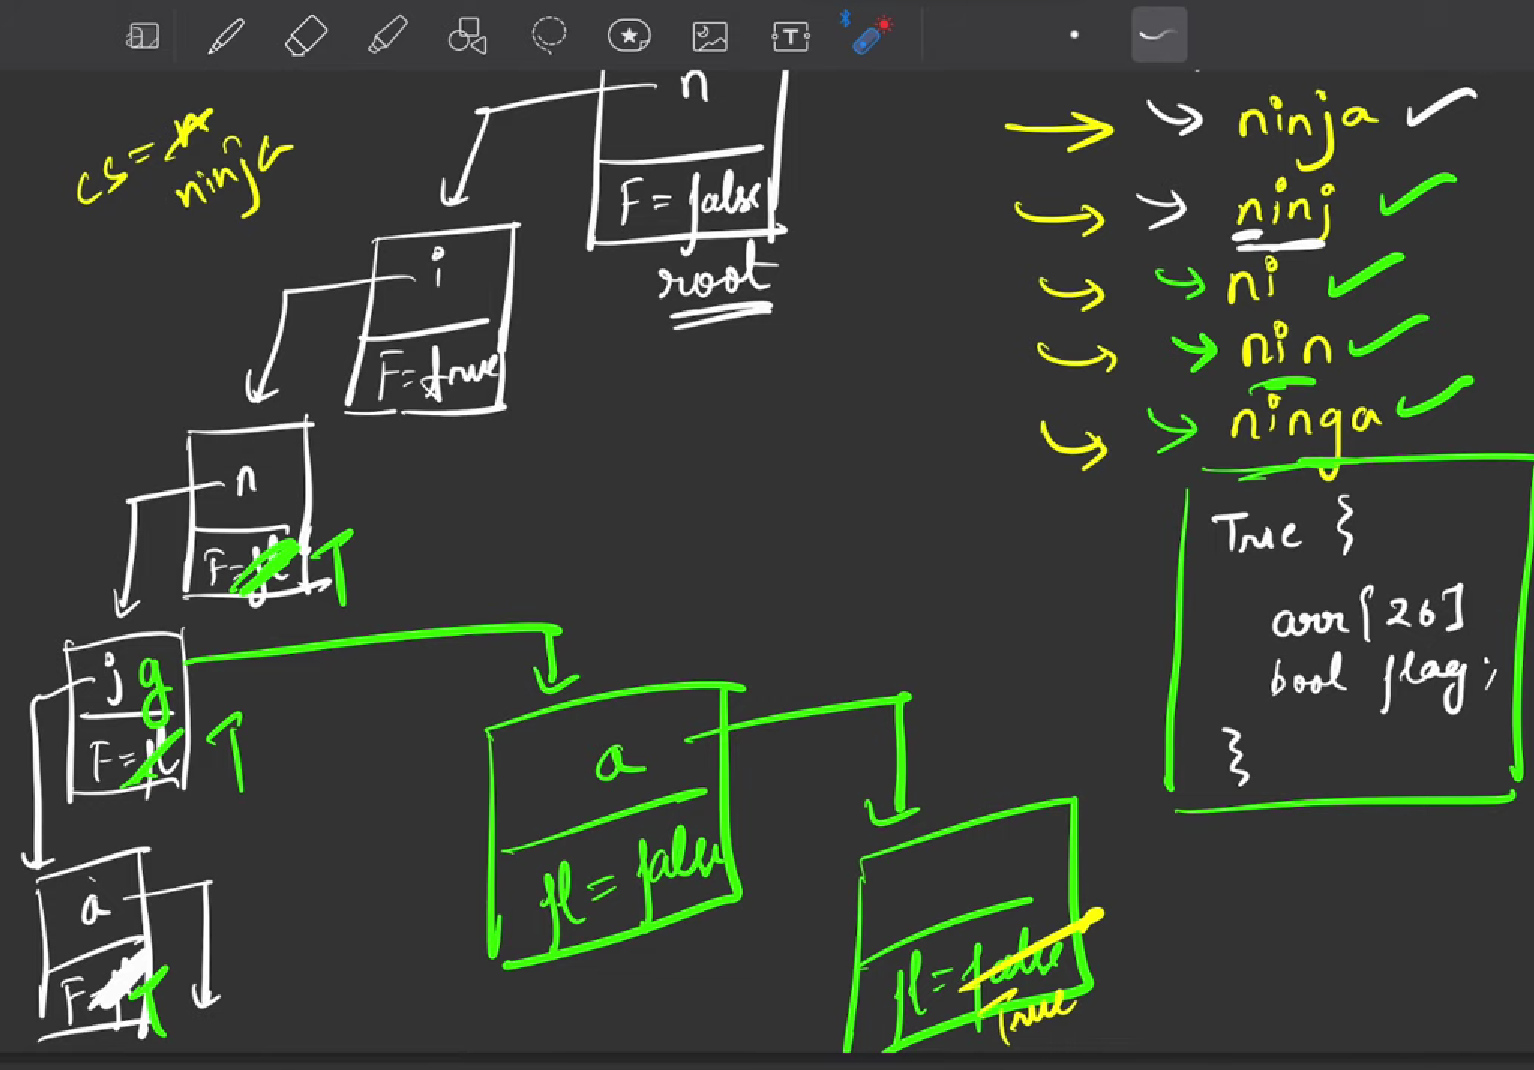 cs =
ninja
n
F = false
root
i
F = true
n
F = T
j g
F = T
a
F = T
a
fl = false
fl = false
True
ninja
ninj
ni
nin
ninga
True }
arr[26]
bool flag;
}
T